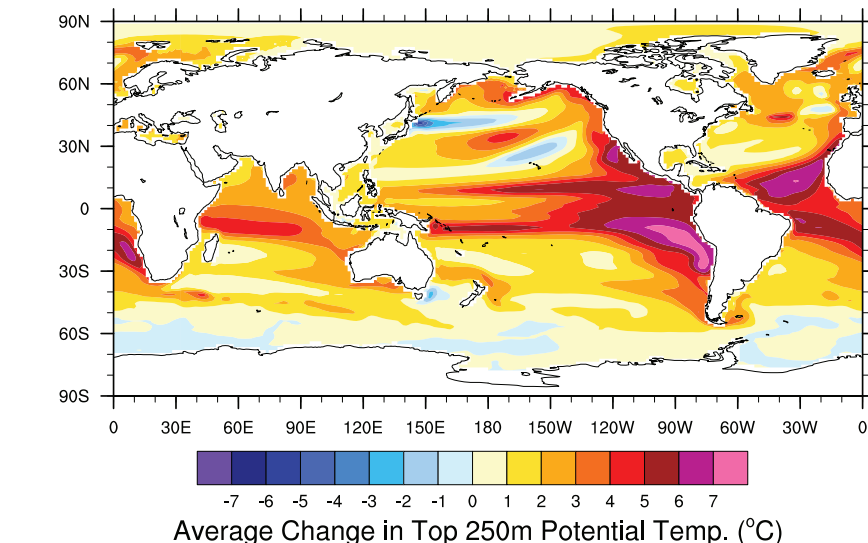 90N
60N
30N
0
30S
60S
90S
0 30E 60E 90E 120E 150E 180 150W 120W 90W 60W 30W 0
-7 -6 -5 -4 -3 -2 -1 0 1 2 3 4 5 6 7
Average Change in Top 250m Potential Temp. (°C)